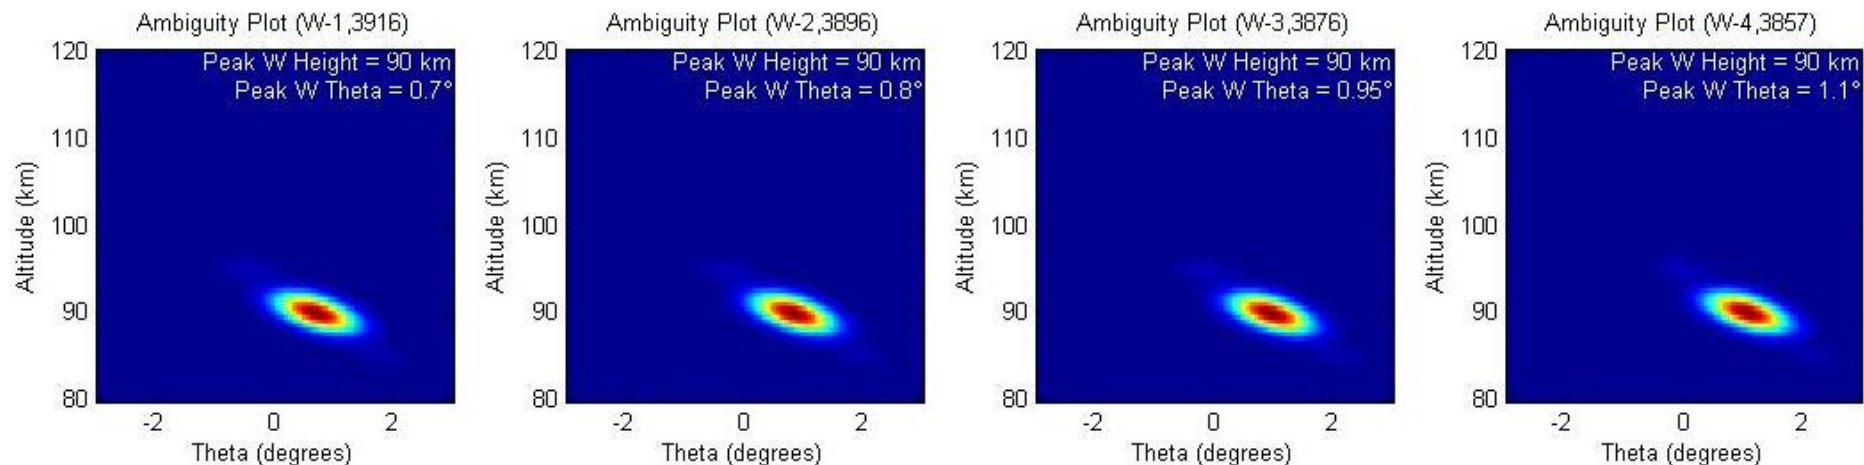 Ambiguity Plot (W-1,3916)
120
110
100
90
80
Altitude (km)
Peak W Height = 90 km
Peak W Theta = 0.7°
-2
0
2
Theta (degrees)
Ambiguity Plot (W-2,3896)
120
110
100
90
80
Altitude (km)
Peak W Height = 90 km
Peak W Theta = 0.8°
-2
0
2
Theta (degrees)
Ambiguity Plot (W-3,3876)
120
110
100
90
80
Altitude (km)
Peak W Height = 90 km
Peak W Theta = 0.95°
-2
0
2
Theta (degrees)
Ambiguity Plot (W-4,3857)
120
110
100
90
80
Altitude (km)
Peak W Height = 90 km
Peak W Theta = 1.1°
-2
0
2
Theta (degrees)